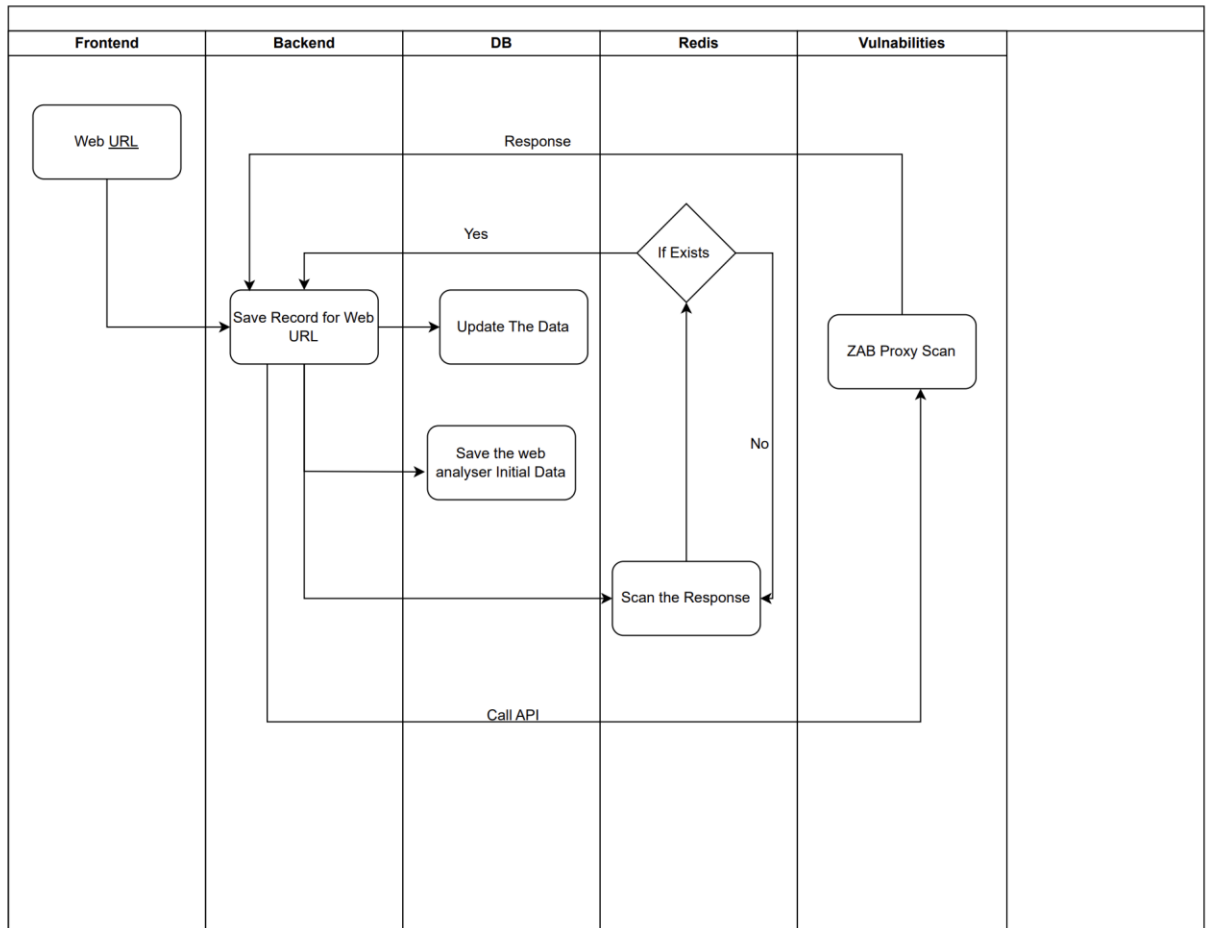 Frontend
Backend
DB
Redis
Vulnabilities
Web URL
Response
Yes
If Exists
Save Record for Web
URL
Update The Data
ZAB Proxy Scan
Save the web
analyser Initial Data
No
Scan the Response
Call API